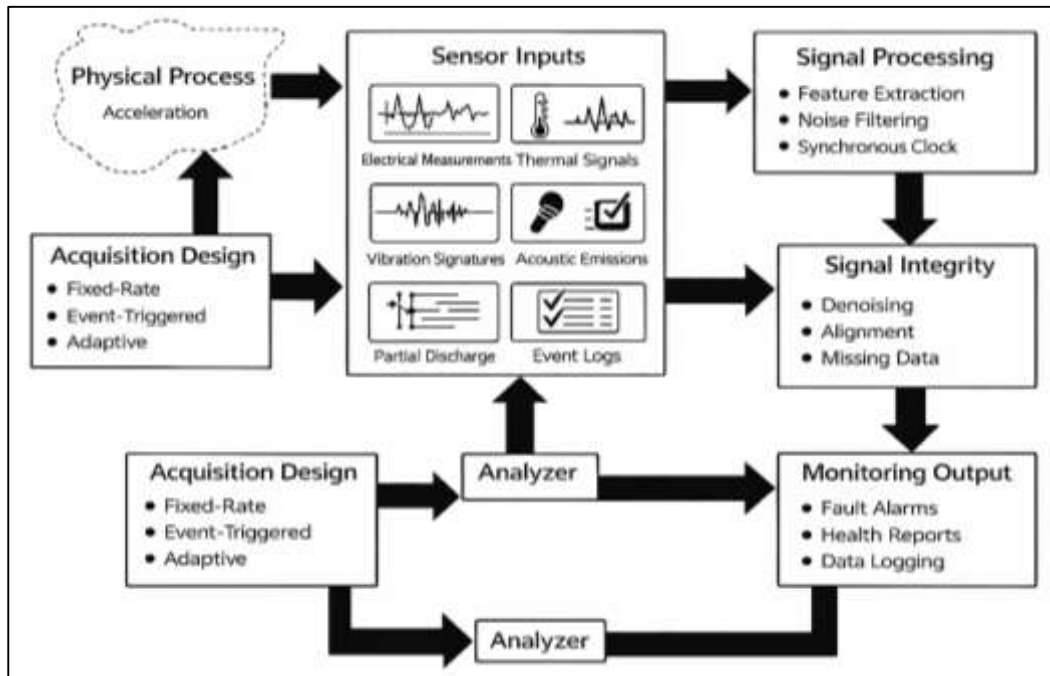 Physical Process
Acceleration
Sensor Inputs
Electrical Measurements
Thermal Signals
Vibration Signatures
Acoustic Emissions
Partial Discharge
Event Logs
Signal Processing
• Feature Extraction
• Noise Filtering
• Synchronous Clock
Acquisition Design
• Fixed-Rate
• Event-Triggered
• Adaptive
Signal Integrity
• Denoising
• Alignment
• Missing Data
Acquisition Design
• Fixed-Rate
• Event-Triggered
• Adaptive
Analyzer
Monitoring Output
• Fault Alarms
• Health Reports
• Data Logging
Analyzer